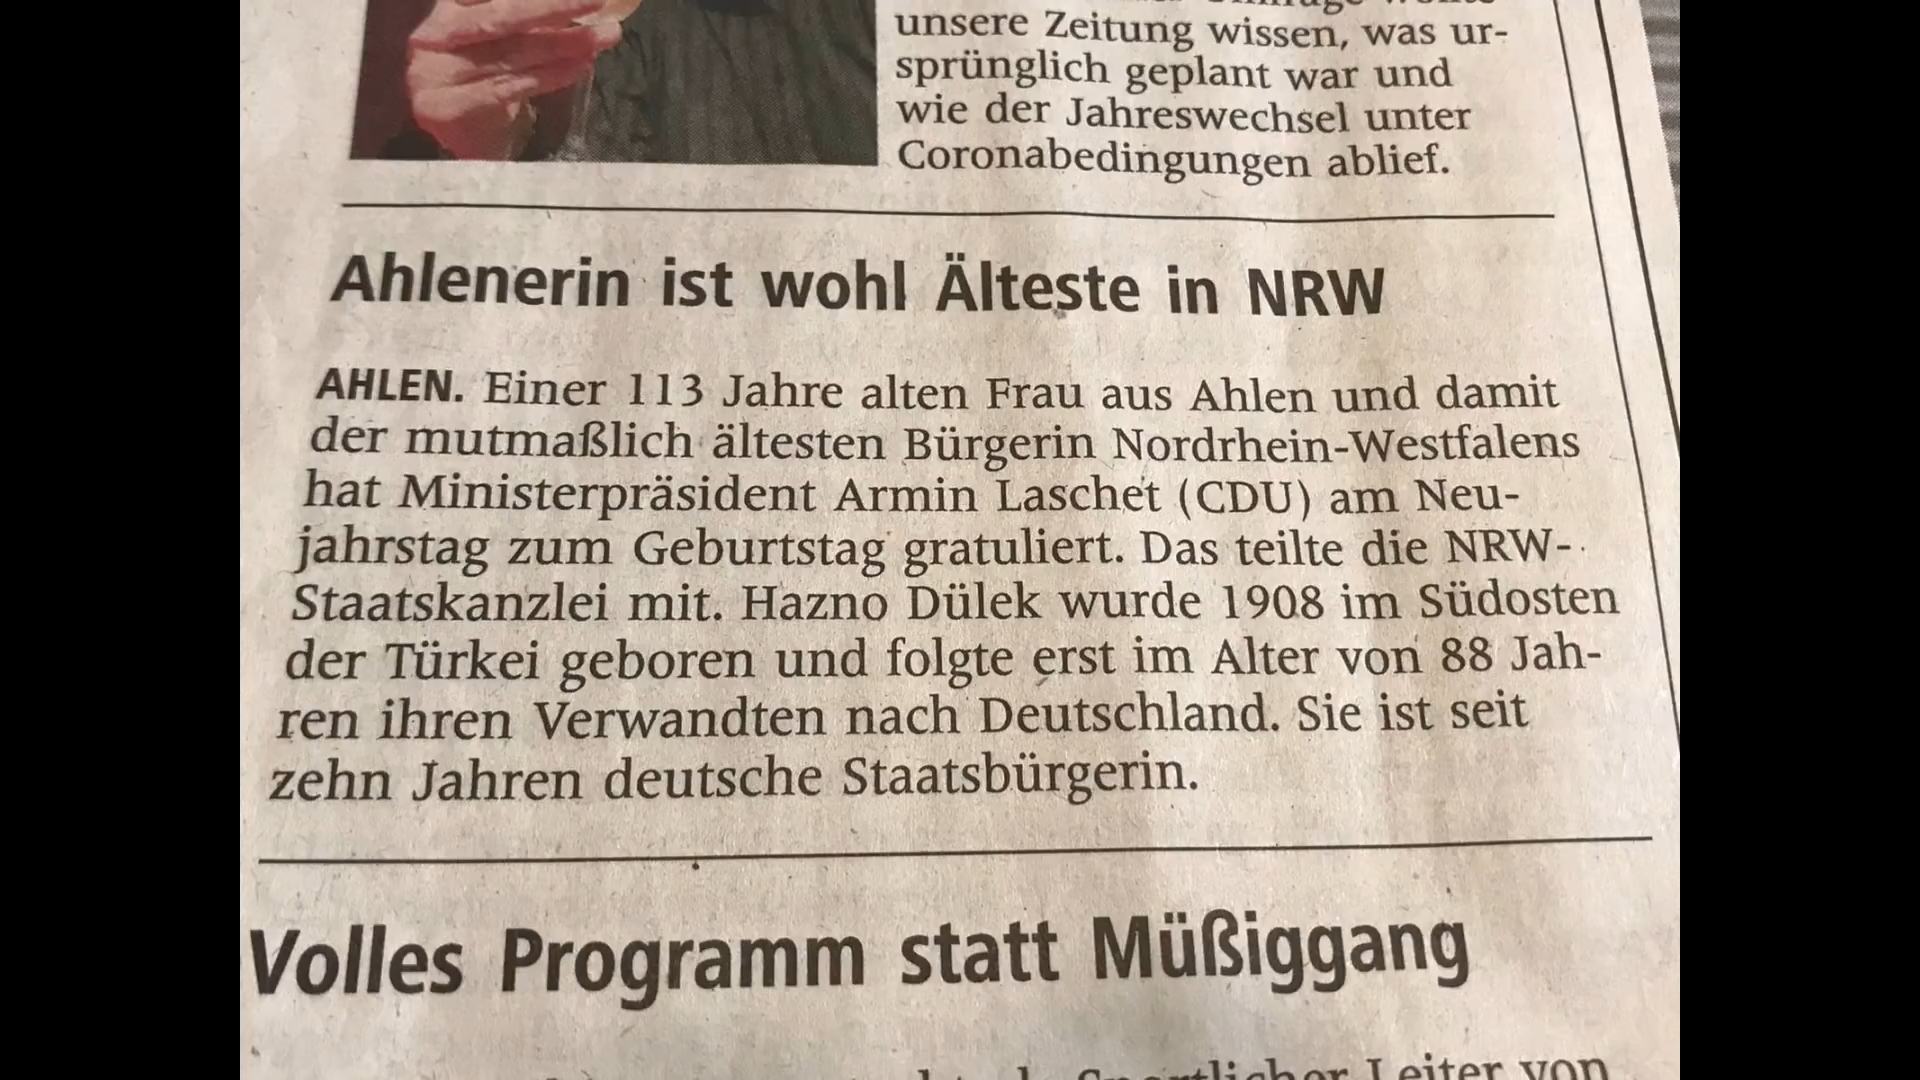 unsere Zeitung wissen, was ur-
sprünglich geplant war und
wie der Jahreswechsel unter
Coronabedingungen ablief.
Ahlenerin ist wohl Älteste in NRW
AHLEN. Einer 113 Jahre alten Frau aus Ahlen und damit
der mutmaßlich ältesten Bürgerin Nordrhein-Westfalens
hat Ministerpräsident Armin Laschet (CDU) am Neu-
jahrstag zum Geburtstag gratuliert. Das teilte die NRW-
Staatskanzlei mit. Hazno Dülek wurde 1908 im Südosten
der Türkei geboren und folgte erst im Alter von 88 Jah-
ren ihren Verwandten nach Deutschland. Sie ist seit
zehn Jahren deutsche Staatsbürgerin.
Volles Programm statt Müßiggang
Sportlicher Leiter von